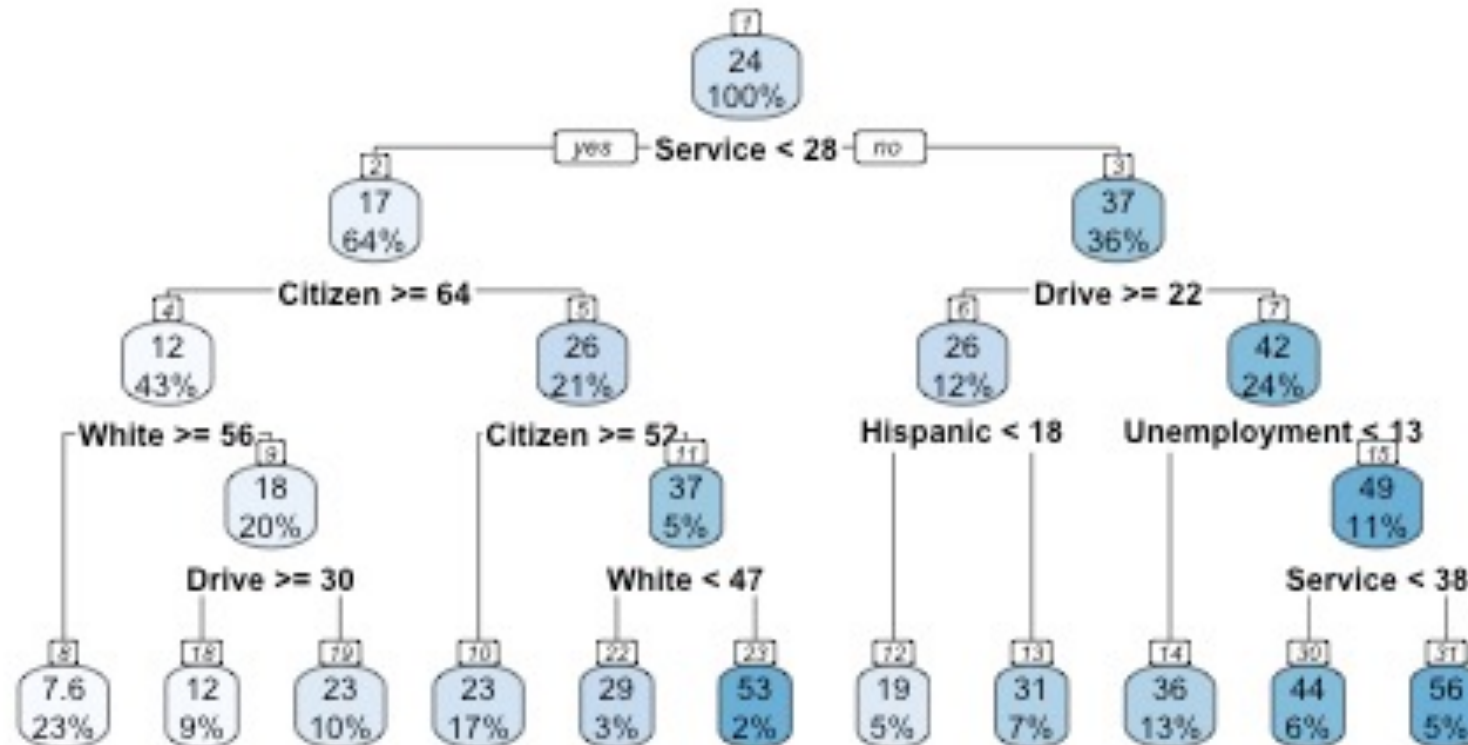 1
24
100%
yes Service < 28 no
2 3
17 37
64% 36%
Citizen >= 64 Drive >= 22
4 5 6 7
12 26 26 42
43% 21% 12% 24%
White >= 56 Citizen >= 52 Hispanic < 18 Unemployment < 13
9 11 15
18 37 49
20% 5% 11%
Drive >= 30 White < 47 Service < 38
8 18 19 10 22 23 12 13 14 30 31
7.6 12 23 23 29 53 19 31 36 44 56
23% 9% 10% 17% 3% 2% 5% 7% 13% 6% 5%